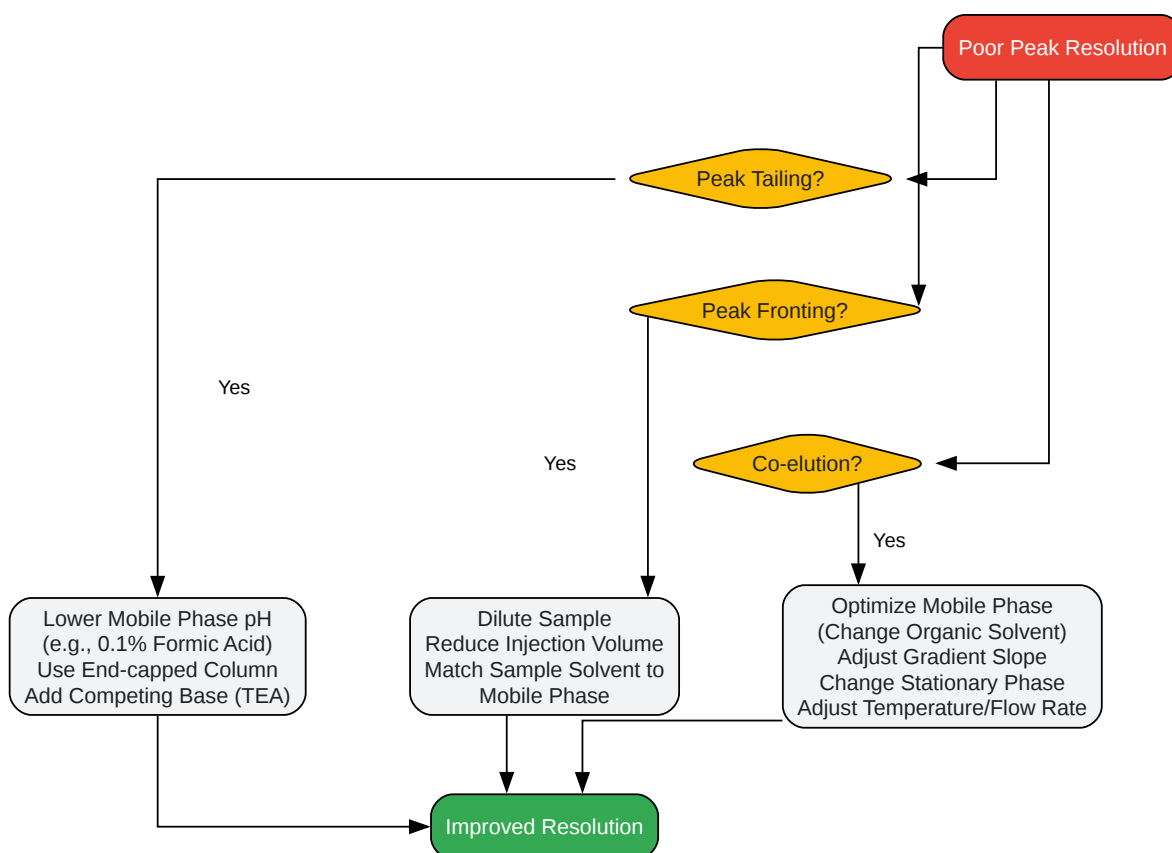 Poor Peak Resolution
Peak Tailing?
Peak Fronting?
Yes
Co-elution?
Yes
Yes
Lower Mobile Phase pH
(e.g., 0.1% Formic Acid)
Use End-capped Column
Add Competing Base (TEA)
Dilute Sample
Reduce Injection Volume
Match Sample Solvent to
Mobile Phase
Optimize Mobile Phase
(Change Organic Solvent)
Adjust Gradient Slope
Change Stationary Phase
Adjust Temperature/Flow Rate
Improved Resolution